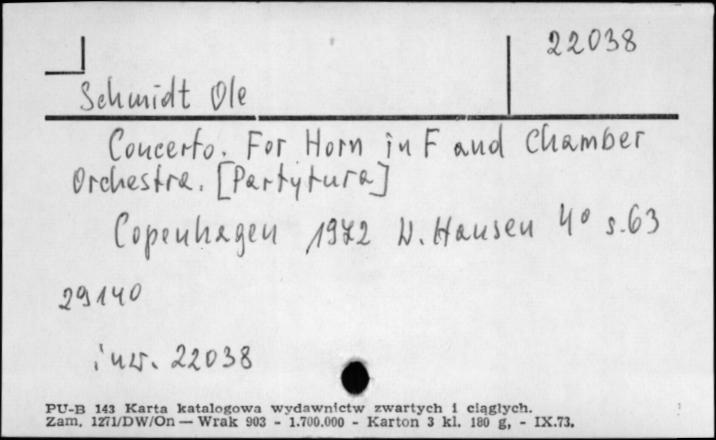 22038
Schmidt Ole
Concerto. For Horn in F and Chamber
Orchestra. [Partytura]
Copenhagen 1972 W. Hansen 4° s.63
29140
inw. 22038
PU-B 143 Karta katalogowa wydawnictw zwartych i ciągłych.
Zam. 1271/DW/On — Wrak 903 - 1.700.000 - Karton 3 kl. 180 g, - IX.73.